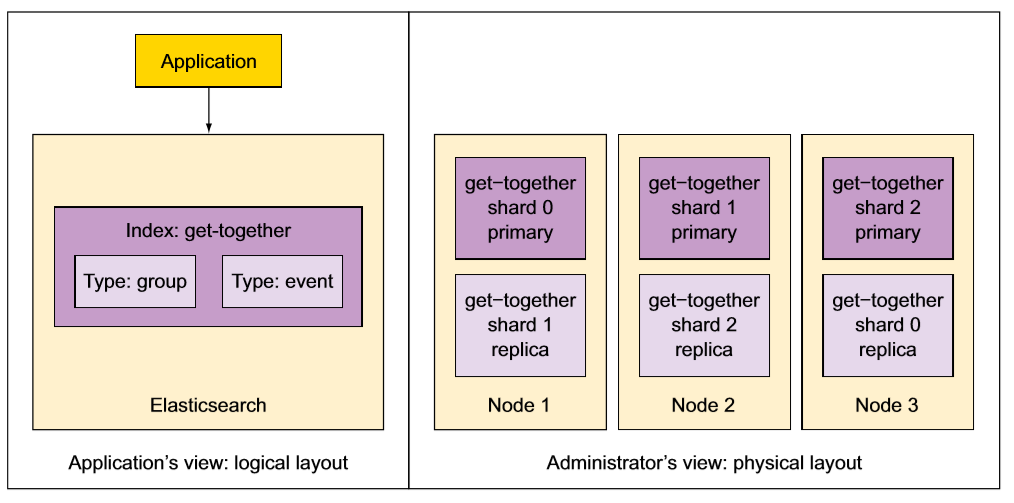 Application
Index: get-together
Type: group
Type: event
Elasticsearch
Application's view: logical layout
get−together
shard 0
primary
get−together
shard 1
replica
Node 1
get−together
shard 1
primary
get−together
shard 2
replica
Node 2
get−together
shard 2
primary
get−together
shard 0
replica
Node 3
Administrator's view: physical layout